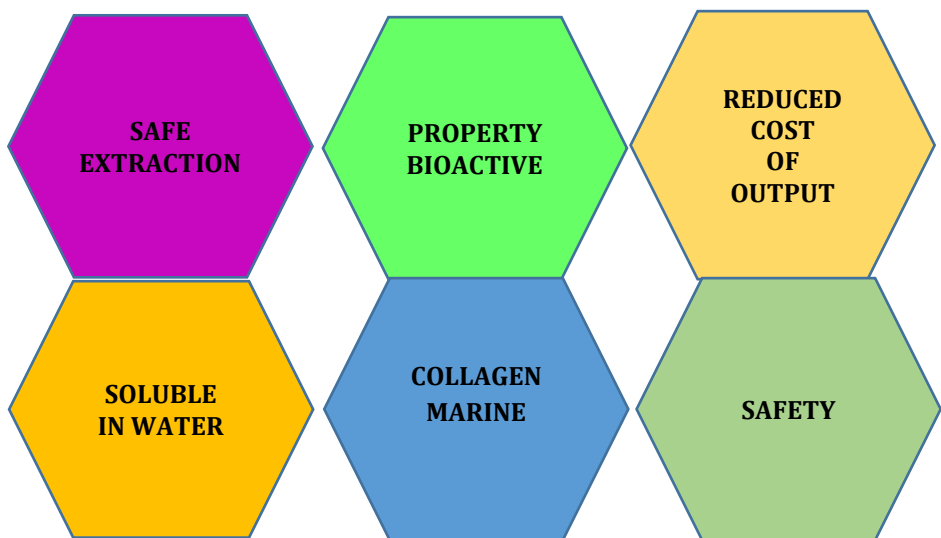 SAFE
EXTRACTION
PROPERTY
BIOACTIVE
REDUCED
COST
OF
OUTPUT
SOLUBLE
IN WATER
COLLAGEN
MARINE
SAFETY